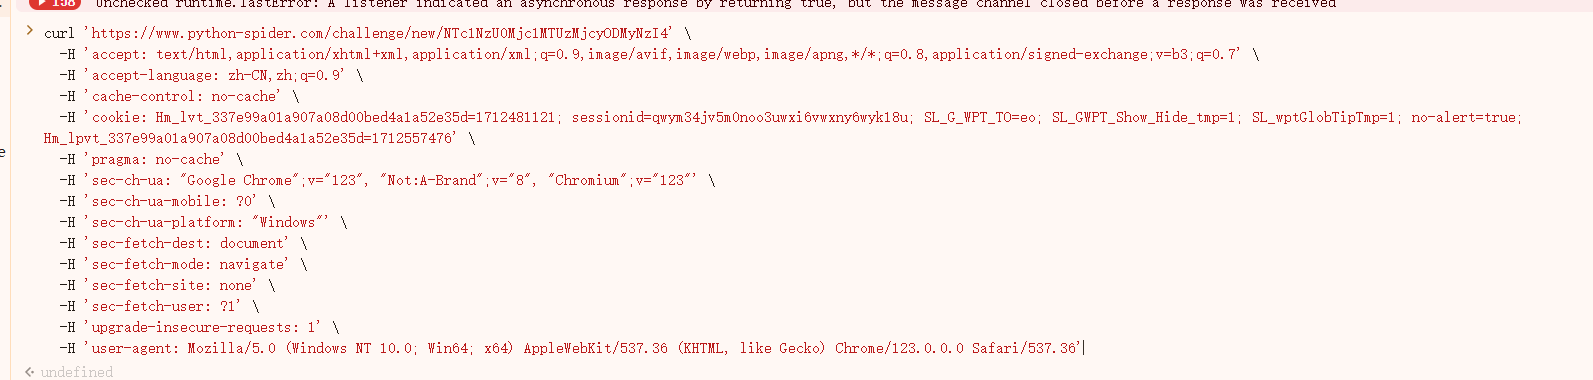 158 Unchecked runtime.lastError: A listener indicated an asynchronous response by returning true, but the message channel closed before a response was received
> curl 'https://www.python-spider.com/challenge/new/NTc1NzU0Mjc1MTUzMjcyODMyNzI4' \
-H 'accept: text/html,application/xhtml+xml,application/xml;q=0.9,image/avif,image/webp,image/apng,*/*;q=0.8,application/signed-exchange;v=b3;q=0.7' \
-H 'accept-language: zh-CN,zh;q=0.9' \
-H 'cache-control: no-cache' \
-H 'cookie: Hm_lvt_337e99a01a907a08d00bed4a1a52e35d=1712481121; sessionid=qwym34jv5m0noo3uwxi6vwxny6wyk18u; SL_G_WPT_TO=eo; SL_GWPT_Show_Hide_tmp=1; SL_wptGlobTipTmp=1; no-alert=true;
Hm_lpvt_337e99a01a907a08d00bed4a1a52e35d=1712557476' \
e
-H 'pragma: no-cache' \
-H 'sec-ch-ua: "Google Chrome";v="123", "Not:A-Brand";v="8", "Chromium";v="123"' \
-H 'sec-ch-ua-mobile: ?0' \
-H 'sec-ch-ua-platform: "Windows"' \
-H 'sec-fetch-dest: document' \
-H 'sec-fetch-mode: navigate' \
-H 'sec-fetch-site: none' \
-H 'sec-fetch-user: ?1' \
-H 'upgrade-insecure-requests: 1' \
-H 'user-agent: Mozilla/5.0 (Windows NT 10.0; Win64; x64) AppleWebKit/537.36 (KHTML, like Gecko) Chrome/123.0.0.0 Safari/537.36'
undefined